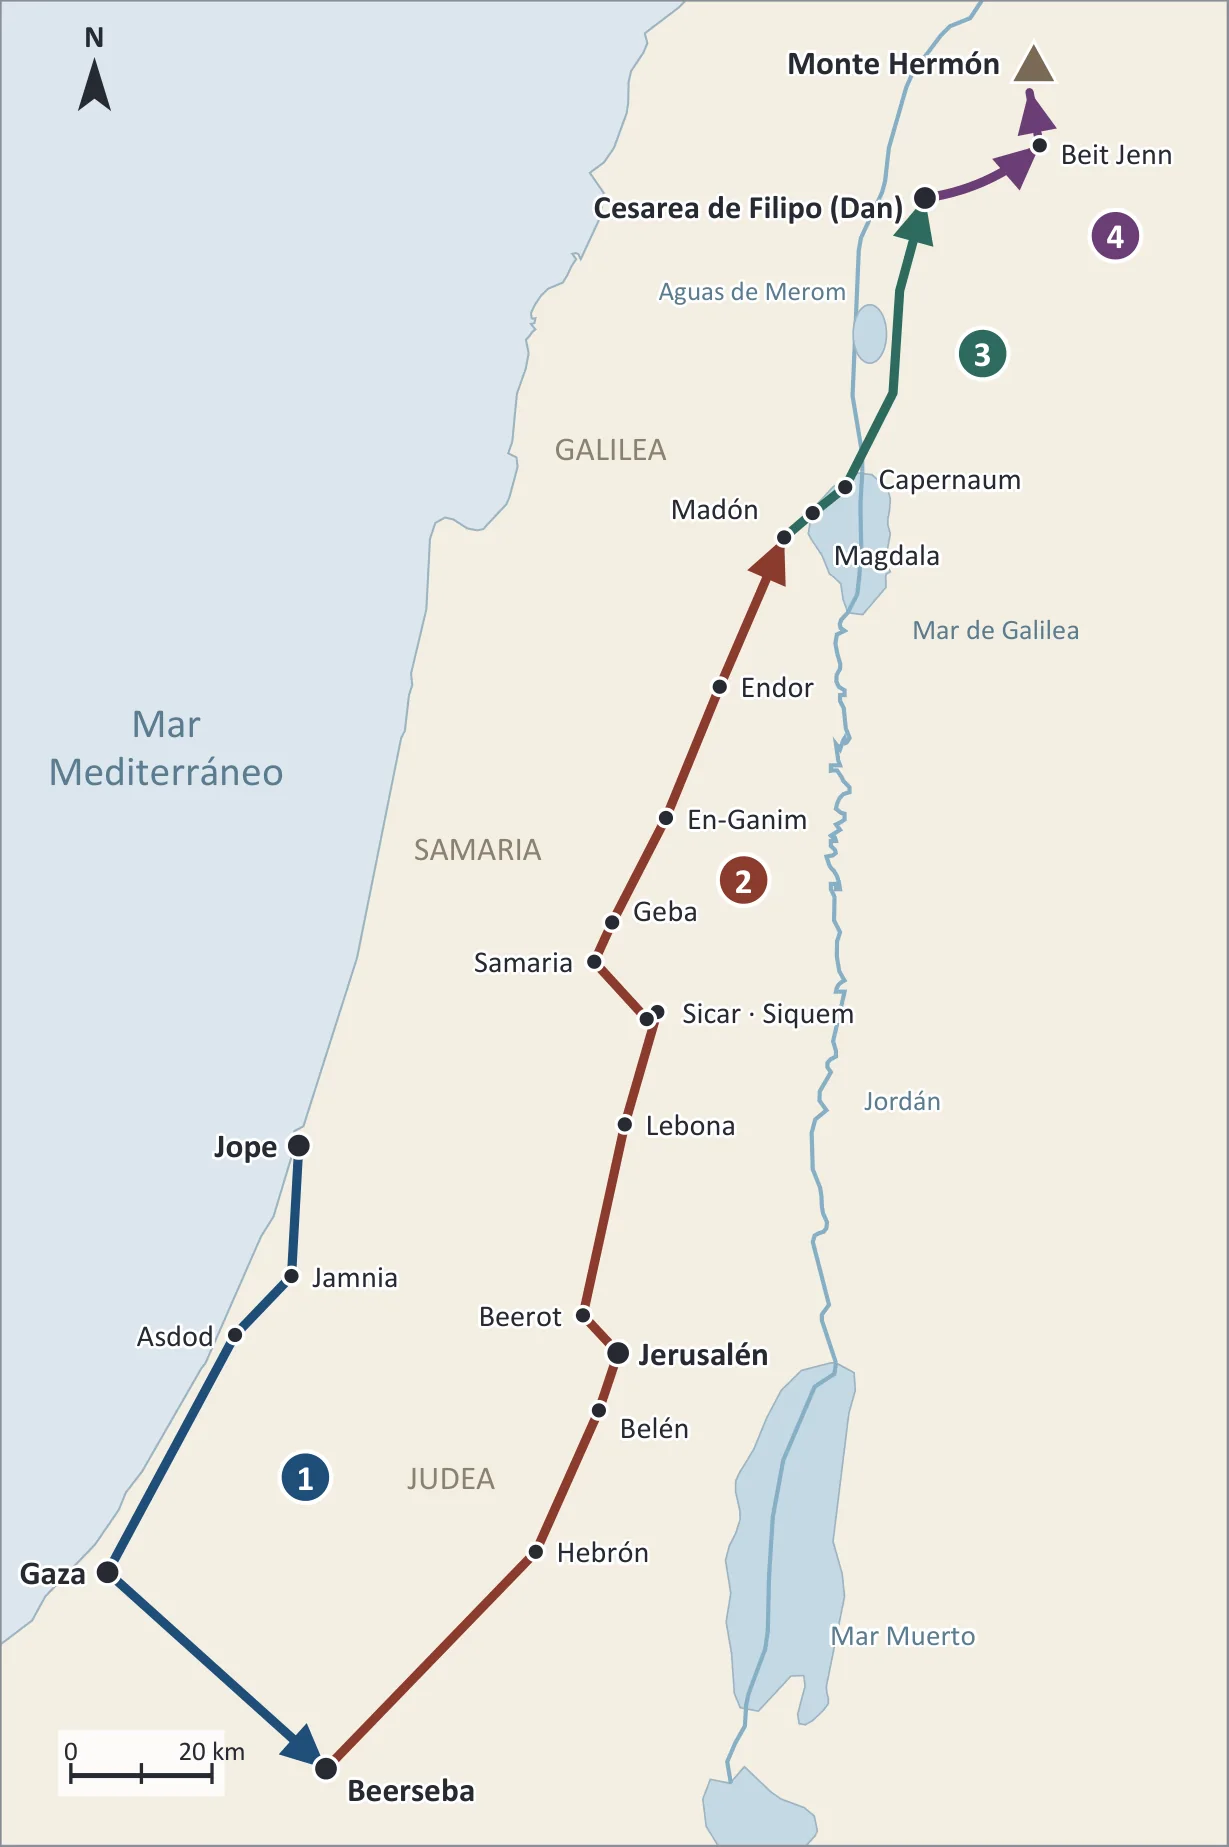 N
Monte Hermón
Beit Jenn
Cesarea de Filipo (Dan)
4
Aguas de Merom
3
GALILEA
Capernaum
Madón
Magdala
Mar de Galilea
Endor
Mar
Mediterráneo
En-Ganim
SAMARIA
2
Geba
Samaria
Sicar · Siquem
Jordán
Lebona
Jope
Jamnia
Beerot
Asdod
Jerusalén
Belén
1
JUDEA
Hebrón
Gaza
Mar Muerto
0 20 km
Beerseba